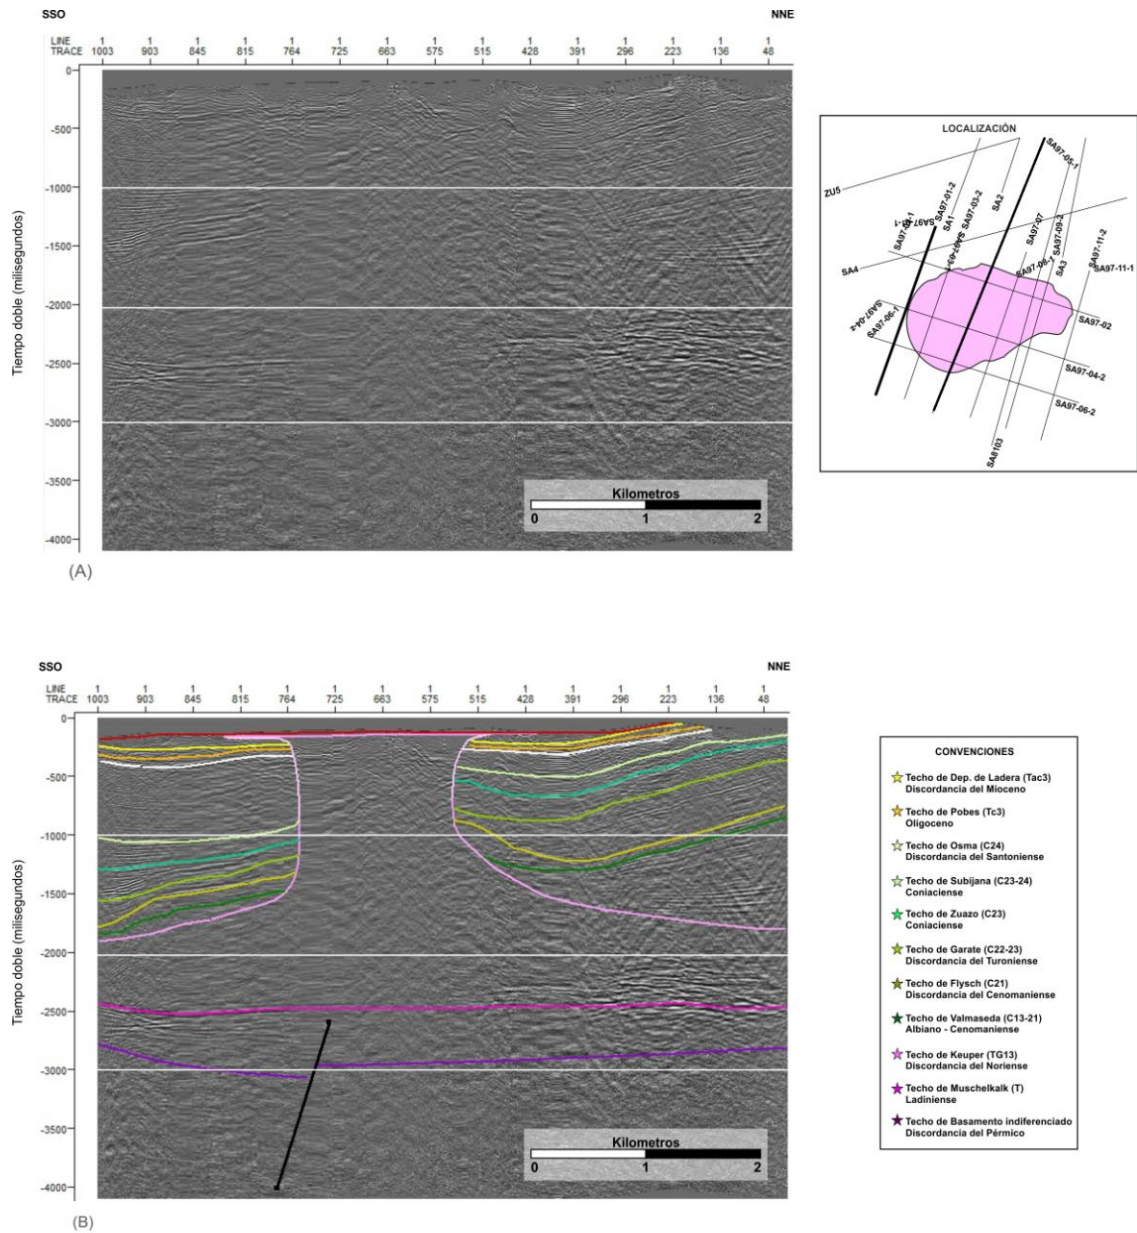 SSO NNE
LINE 1 1 1 1 1 1 1 1 1 1 1 1 1 1 1
TRACE 1003 903 845 815 764 725 663 575 515 428 391 296 223 136 48
0
-500
-1000
-1500
-2000
-2500
-3000
-3500
-4000
Tiempo doble (milisegundos)
Kilometros
0 1 2
(A)
LOCALIZACIÓN
ZU5
SA4
SA97-01-2
SA1
SA97-03-2
SA2
SA97-05-1
SA97-07
SA97-09-2
SA97-08-1
SA3
SA97-11-2
SA97-11-1
SA97-02
SA97-04-2
SA97-06-1
SA97-04-2
SA97-06-2
SA8103
SSO NNE
LINE 1 1 1 1 1 1 1 1 1 1 1 1 1 1 1
TRACE 1003 903 845 815 764 725 663 575 515 428 391 296 223 136 48
0
-500
-1000
-1500
-2000
-2500
-3000
-3500
-4000
Tiempo doble (milisegundos)
Kilometros
0 1 2
(B)
CONVENCIONES
Techo de Dep. de Ladera (Tac3)
Discordancia del Mioceno
Techo de Pobes (Tc3)
Oligoceno
Techo de Osma (C24)
Discordancia del Santoniense
Techo de Subijana (C23-24)
Coniaciense
Techo de Zuazo (C23)
Coniaciense
Techo de Garate (C22-23)
Discordancia del Turoniense
Techo de Flysch (C21)
Discordancia del Cenomaniense
Techo de Valmaseda (C13-21)
Albiano - Cenomaniense
Techo de Keuper (TG13)
Discordancia del Noriense
Techo de Muschelkalk (T)
Ladiniense
Techo de Basamento indiferenciado
Discordancia del Pérmico